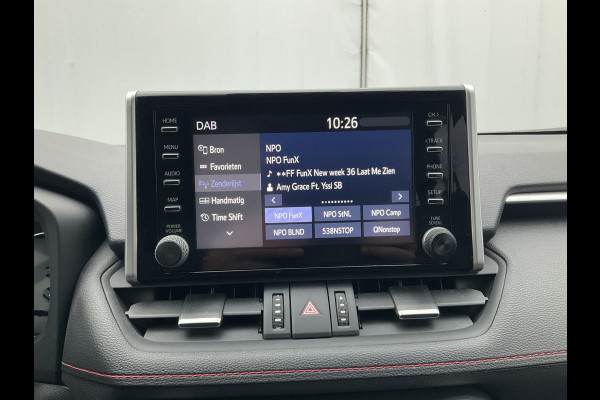 HOME
MENU
AUDIO
MAP
POWER
VOLUME
DAB
10:26
Bron
Favorieten
Zenderlijst
Handmatig
Time Shift
NPO
NPO FunX
**FF FunX New week 36 Laat Me Zien
Amy Grace Ft. Yssi SB
NPO FunX NPO StNL NPO Camp
NPO BLND 538NSTOP QNonstop
CH >
< TRACK
PHONE
SETUP
TUNE
SCROLL